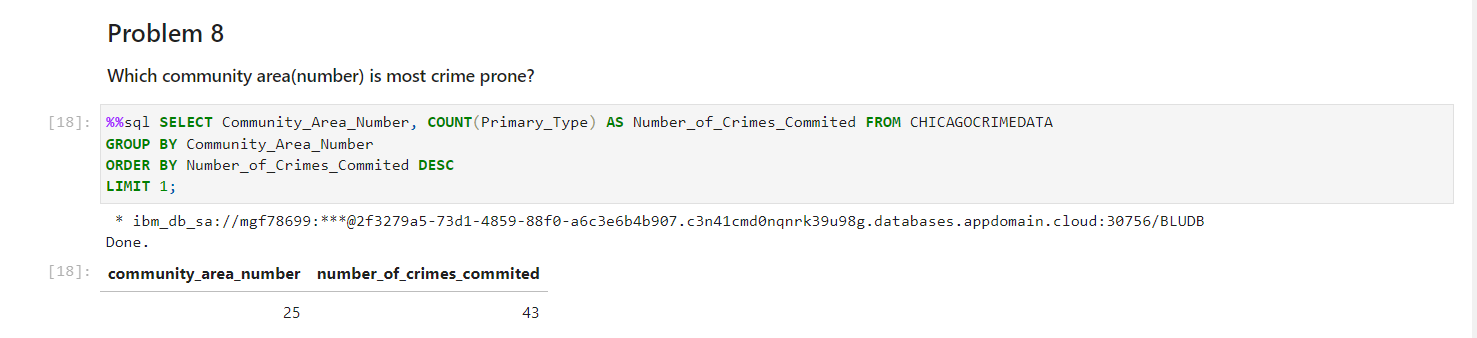 Problem 8
Which community area(number) is most crime prone?
[18]: %%sql SELECT Community_Area_Number, COUNT(Primary_Type) AS Number_of_Crimes_Commited FROM CHICAGOCRIMEDATA
GROUP BY Community_Area_Number
ORDER BY Number_of_Crimes_Commited DESC
LIMIT 1;
* ibm_db_sa://mgf78699:***@2f3279a5-73d1-4859-88f0-a6c3e6b4b907.c3n41cmd0nqnrk39u98g.databases.appdomain.cloud:30756/BLUDB
Done.
[18]: community_area_number number_of_crimes_commited
25 43